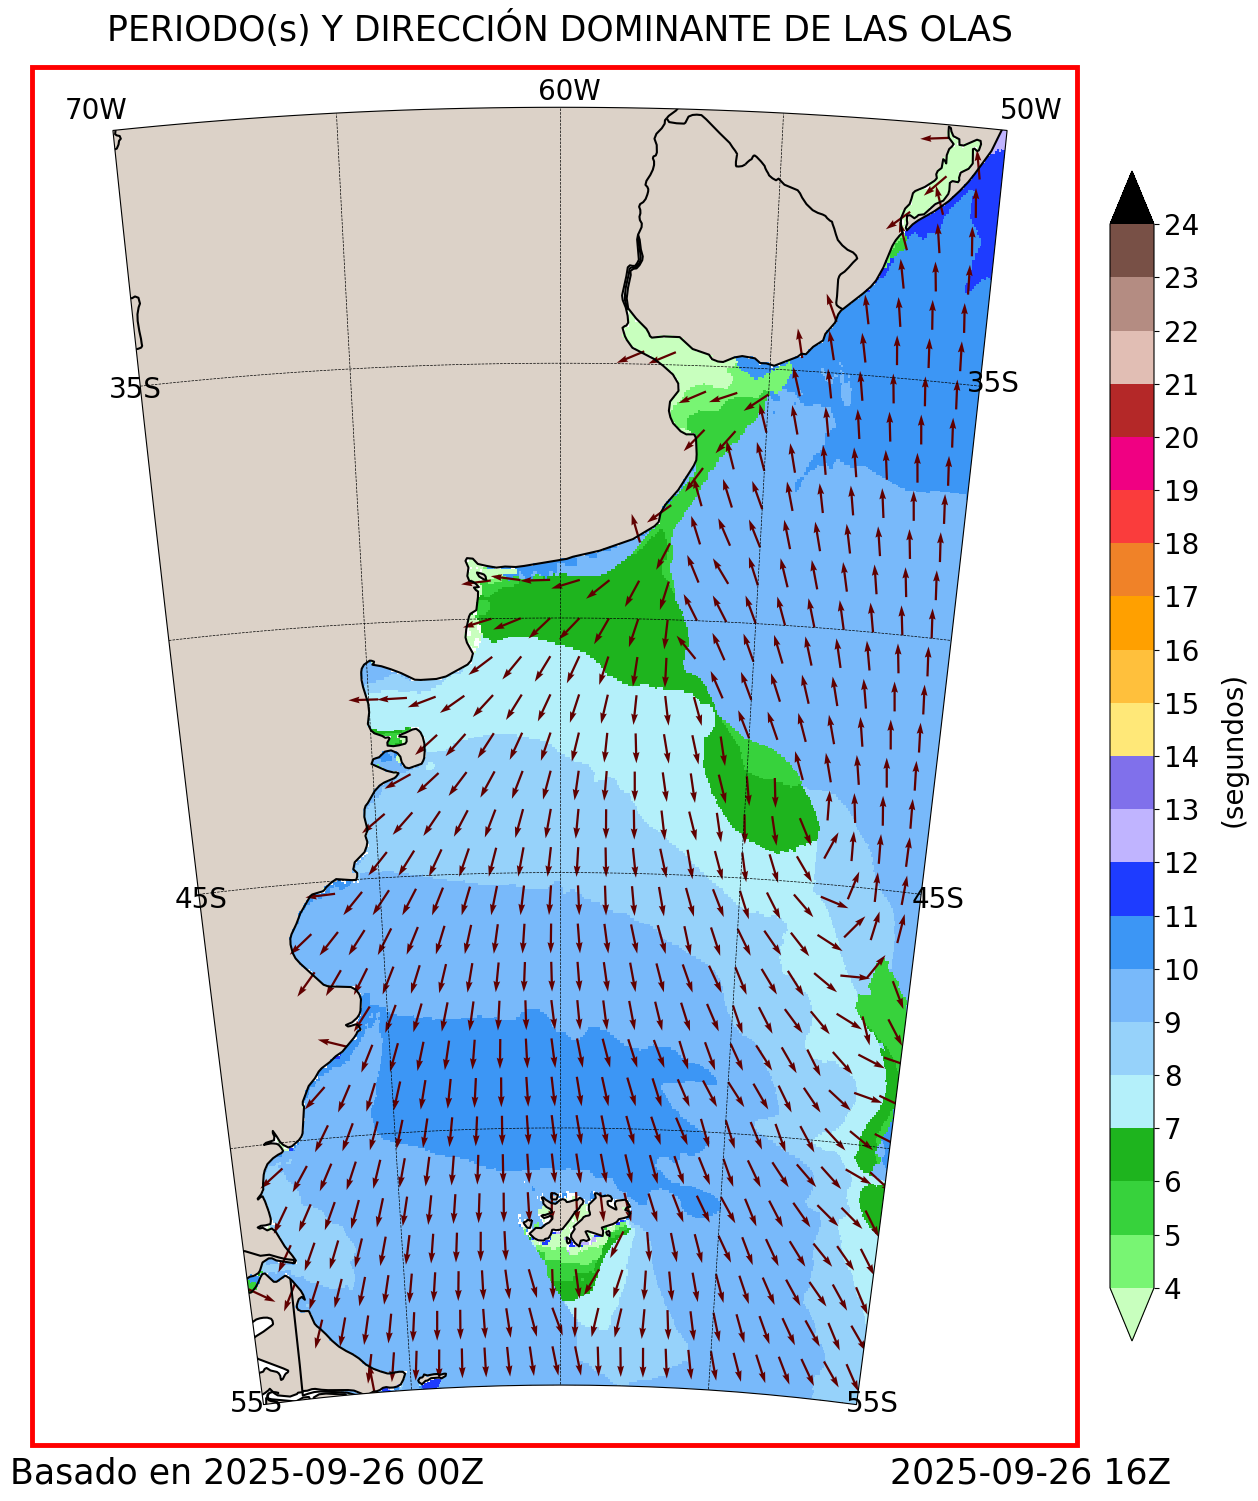 PERIODO(s) Y DIRECCIÓN DOMINANTE DE LAS OLAS
70W
60W
50W
35S
35S
45S
45S
55S
55S
24
23
22
21
20
19
18
17
16
15
14
13
12
11
10
9
8
7
6
5
4
(segundos)
Basado en 2025-09-26 00Z
2025-09-26 16Z